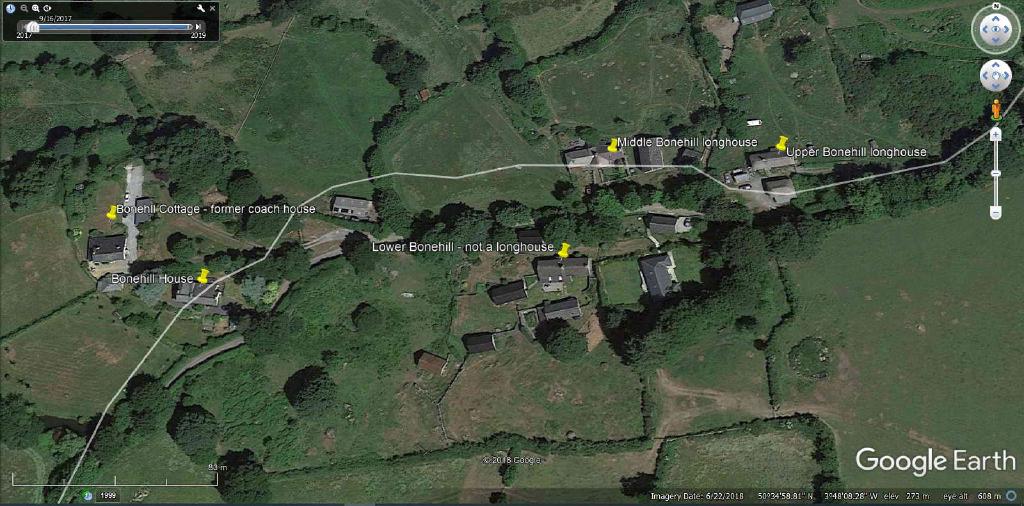 9/16/2017
2017 2019
N
Middle Bonehill longhouse
Upper Bonehill longhouse
Bonehill Cottage - former coach house
Lower Bonehill - not a longhouse
Bonehill House
83 m
©2018 Google
Google Earth
1999
Imagery Date: 6/22/2018 50°34'58.81" N 3°48'08.28" W elev 273 m eye alt 608 m